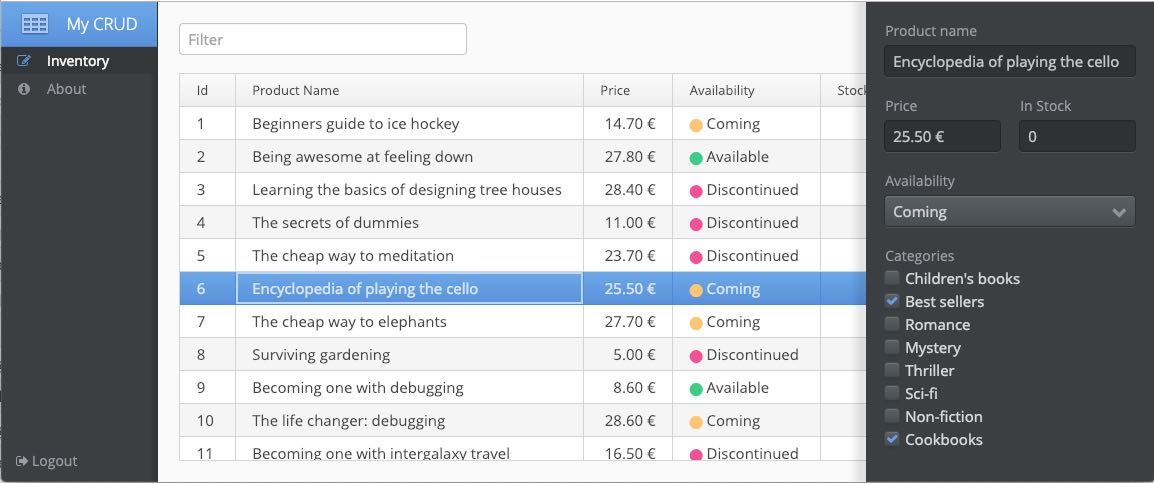 My CRUD
Inventory
About
Logout
Filter
Id Product Name Price Availability Stock
1 Beginners guide to ice hockey 14.70 € Coming
2 Being awesome at feeling down 27.80 € Available
3 Learning the basics of designing tree houses 28.40 € Discontinued
4 The secrets of dummies 11.00 € Discontinued
5 The cheap way to meditation 23.70 € Discontinued
6 Encyclopedia of playing the cello 25.50 € Coming
7 The cheap way to elephants 27.70 € Coming
8 Surviving gardening 5.00 € Discontinued
9 Becoming one with debugging 8.60 € Available
10 The life changer: debugging 28.60 € Coming
11 Becoming one with intergalaxy travel 16.50 € Discontinued
Product name
Encyclopedia of playing the cello
Price In Stock
25.50 € 0
Availability
Coming
Categories
Children's books
Best sellers
Romance
Mystery
Thriller
Sci-fi
Non-fiction
Cookbooks